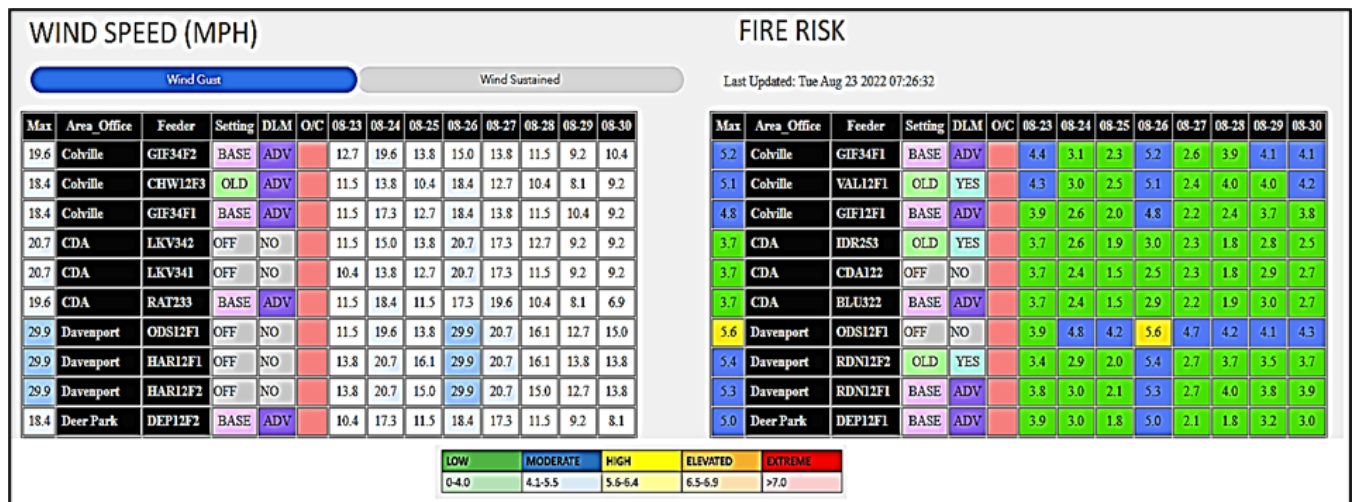 WIND SPEED (MPH)
Wind Gust Wind Sustained
Max Area_Office Feeder Setting DLM O/C 08-23 08-24 08-25 08-26 08-27 08-28 08-29 08-30
19.6 Colville GIF34F2 BASE ADV 12.7 19.6 13.8 15.0 13.8 11.5 9.2 10.4
18.4 Colville CHW12F3 OLD ADV 11.5 13.8 10.4 18.4 12.7 10.4 8.1 9.2
18.4 Colville GIF34F1 BASE ADV 11.5 17.3 12.7 18.4 13.8 11.5 10.4 9.2
20.7 CDA LKV342 OFF NO 11.5 15.0 13.8 20.7 17.3 12.7 9.2 9.2
20.7 CDA LKV341 OFF NO 10.4 13.8 12.7 20.7 17.3 11.5 9.2 9.2
19.6 CDA RAT233 BASE ADV 11.5 18.4 11.5 17.3 19.6 10.4 8.1 6.9
29.9 Davenport ODS12F1 OFF NO 11.5 19.6 13.8 29.9 20.7 16.1 12.7 15.0
29.9 Davenport HAR12F1 OFF NO 13.8 20.7 16.1 29.9 20.7 16.1 13.8 13.8
29.9 Davenport HAR12F2 OFF NO 13.8 20.7 15.0 29.9 20.7 15.0 12.7 13.8
18.4 Deer Park DEP12F2 BASE ADV 10.4 17.3 11.5 18.4 17.3 11.5 9.2 8.1
FIRE RISK
Last Updated: Tue Aug 23 2022 07:26:32
Max Area_Office Feeder Setting DLM O/C 08-23 08-24 08-25 08-26 08-27 08-28 08-29 08-30
5.2 Colville GIF34F1 BASE ADV 4.4 3.1 2.3 5.2 2.6 3.9 4.1 4.1
5.1 Colville VAL12F1 OLD YES 4.3 3.0 2.5 5.1 2.4 4.0 4.0 4.2
4.8 Colville GIF12F1 BASE ADV 3.9 2.6 2.0 4.8 2.2 2.4 3.7 3.8
3.7 CDA IDR253 OLD YES 3.7 2.6 1.9 3.0 2.3 1.8 2.8 2.5
3.7 CDA CDA122 OFF NO 3.7 2.4 1.5 2.5 2.3 1.8 2.9 2.7
3.7 CDA BLU322 BASE ADV 3.7 2.4 1.5 2.9 2.2 1.9 3.0 2.7
5.6 Davenport ODS12F1 OFF NO 3.9 4.8 4.2 5.6 4.7 4.2 4.1 4.3
5.4 Davenport RDN12F2 OLD YES 3.4 2.9 2.0 5.4 2.7 3.7 3.5 3.7
5.3 Davenport RDN12F1 BASE ADV 3.8 3.0 2.1 5.3 2.7 4.0 3.8 3.9
5.0 Deer Park DEP12F1 BASE ADV 3.9 3.0 1.8 5.0 2.1 1.8 3.2 3.0
LOW MODERATE HIGH ELEVATED EXTREME
0-4.0 4.1-5.5 5.6-6.4 6.5-6.9 >7.0